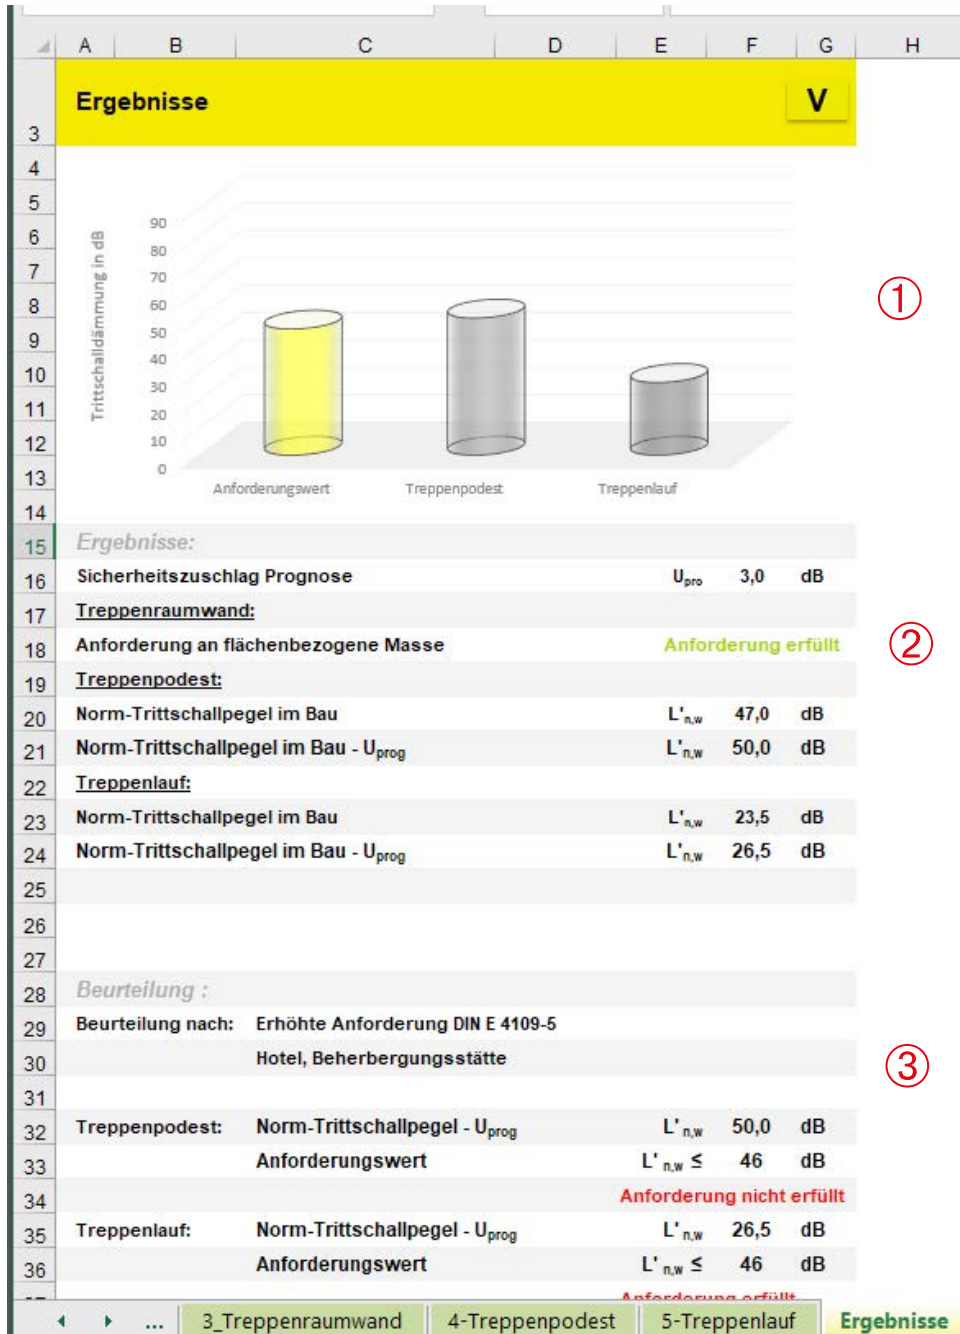 A B C D E F G H
3 Ergebnisse V
4
5
6
7
8
9
10
11
12
13
14
Trittschalldämmung in dB
90
80
70
60
50
40
30
20
10
0
Anforderungswert Treppenpodest Treppenlauf
①
15 Ergebnisse:
16 Sicherheitszuschlag Prognose Upro 3,0 dB
17 Treppenraumwand:
18 Anforderung an flächenbezogene Masse Anforderung erfüllt ②
19 Treppenpodest:
20 Norm-Trittschallpegel im Bau L'n,w 47,0 dB
21 Norm-Trittschallpegel im Bau - Uprog L'n,w 50,0 dB
22 Treppenlauf:
23 Norm-Trittschallpegel im Bau L'n,w 23,5 dB
24 Norm-Trittschallpegel im Bau - Uprog L'n,w 26,5 dB
25
26
27
28 Beurteilung :
29 Beurteilung nach: Erhöhte Anforderung DIN E 4109-5
30 Hotel, Beherbergungsstätte ③
31
32 Treppenpodest: Norm-Trittschallpegel - Uprog L' n,w 50,0 dB
33 Anforderungswert L' n,w ≤ 46 dB
34 Anforderung nicht erfüllt
35 Treppenlauf: Norm-Trittschallpegel - Uprog L' n,w 26,5 dB
36 Anforderungswert L' n,w ≤ 46 dB
Anforderung erfüllt
... 3_Treppenraumwand 4-Treppenpodest 5-Treppenlauf Ergebnisse